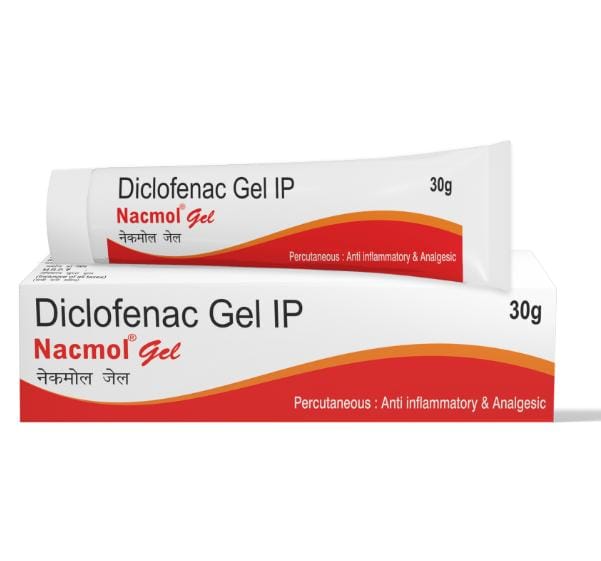 Diclofenac Gel IP
30g
Nacmol® Gel
नेकमोल जेल
Percutaneous : Anti inflammatory & Analgesic
Diclofenac Gel IP
30g
Nacmol® Gel
नेकमोल जेल
Percutaneous : Anti inflammatory & Analgesic